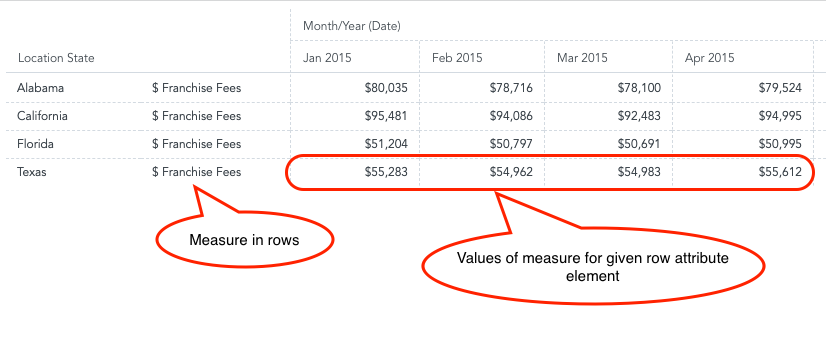 Month/Year (Date)
Location State Jan 2015 Feb 2015 Mar 2015 Apr 2015
Alabama $ Franchise Fees $80,035 $78,716 $78,100 $79,524
California $ Franchise Fees $95,481 $94,086 $92,483 $94,995
Florida $ Franchise Fees $51,204 $50,797 $50,691 $50,995
Texas $ Franchise Fees $55,283 $54,962 $54,983 $55,612
Measure in rows
Values of measure for given row attribute
element